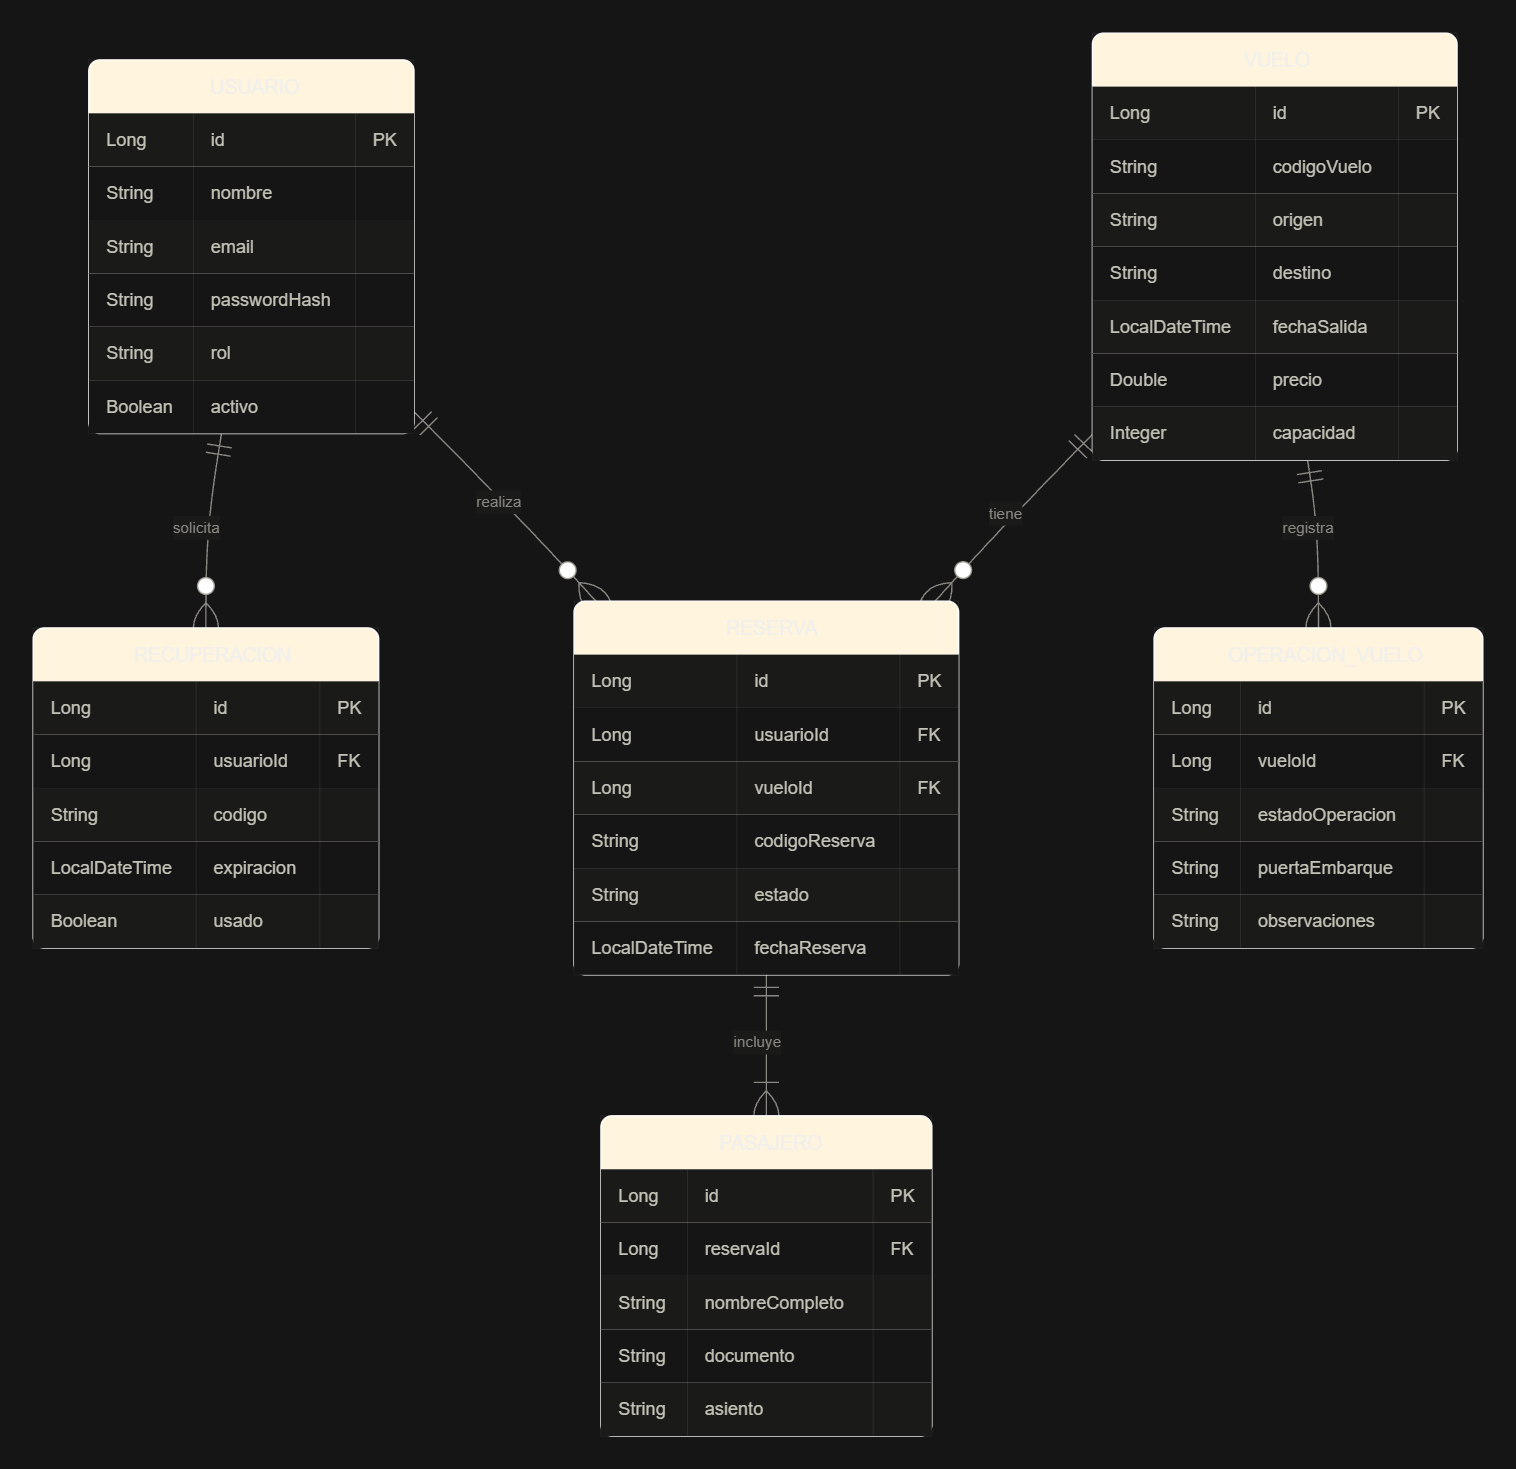 USUARIO
Long id PK
String nombre
String email
String passwordHash
String rol
Boolean activo
VUELO
Long id PK
String codigoVuelo
String origen
String destino
LocalDateTime fechaSalida
Double precio
Integer capacidad
solicita
realiza
tiene
registra
RECUPERACION
Long id PK
Long usuarioId FK
String codigo
LocalDateTime expiracion
Boolean usado
RESERVA
Long id PK
Long usuarioId FK
Long vueloId FK
String codigoReserva
String estado
LocalDateTime fechaReserva
OPERACION_VUELO
Long id PK
Long vueloId FK
String estadoOperacion
String puertaEmbarque
String observaciones
incluye
PASAJERO
Long id PK
Long reservaId FK
String nombreCompleto
String documento
String asiento